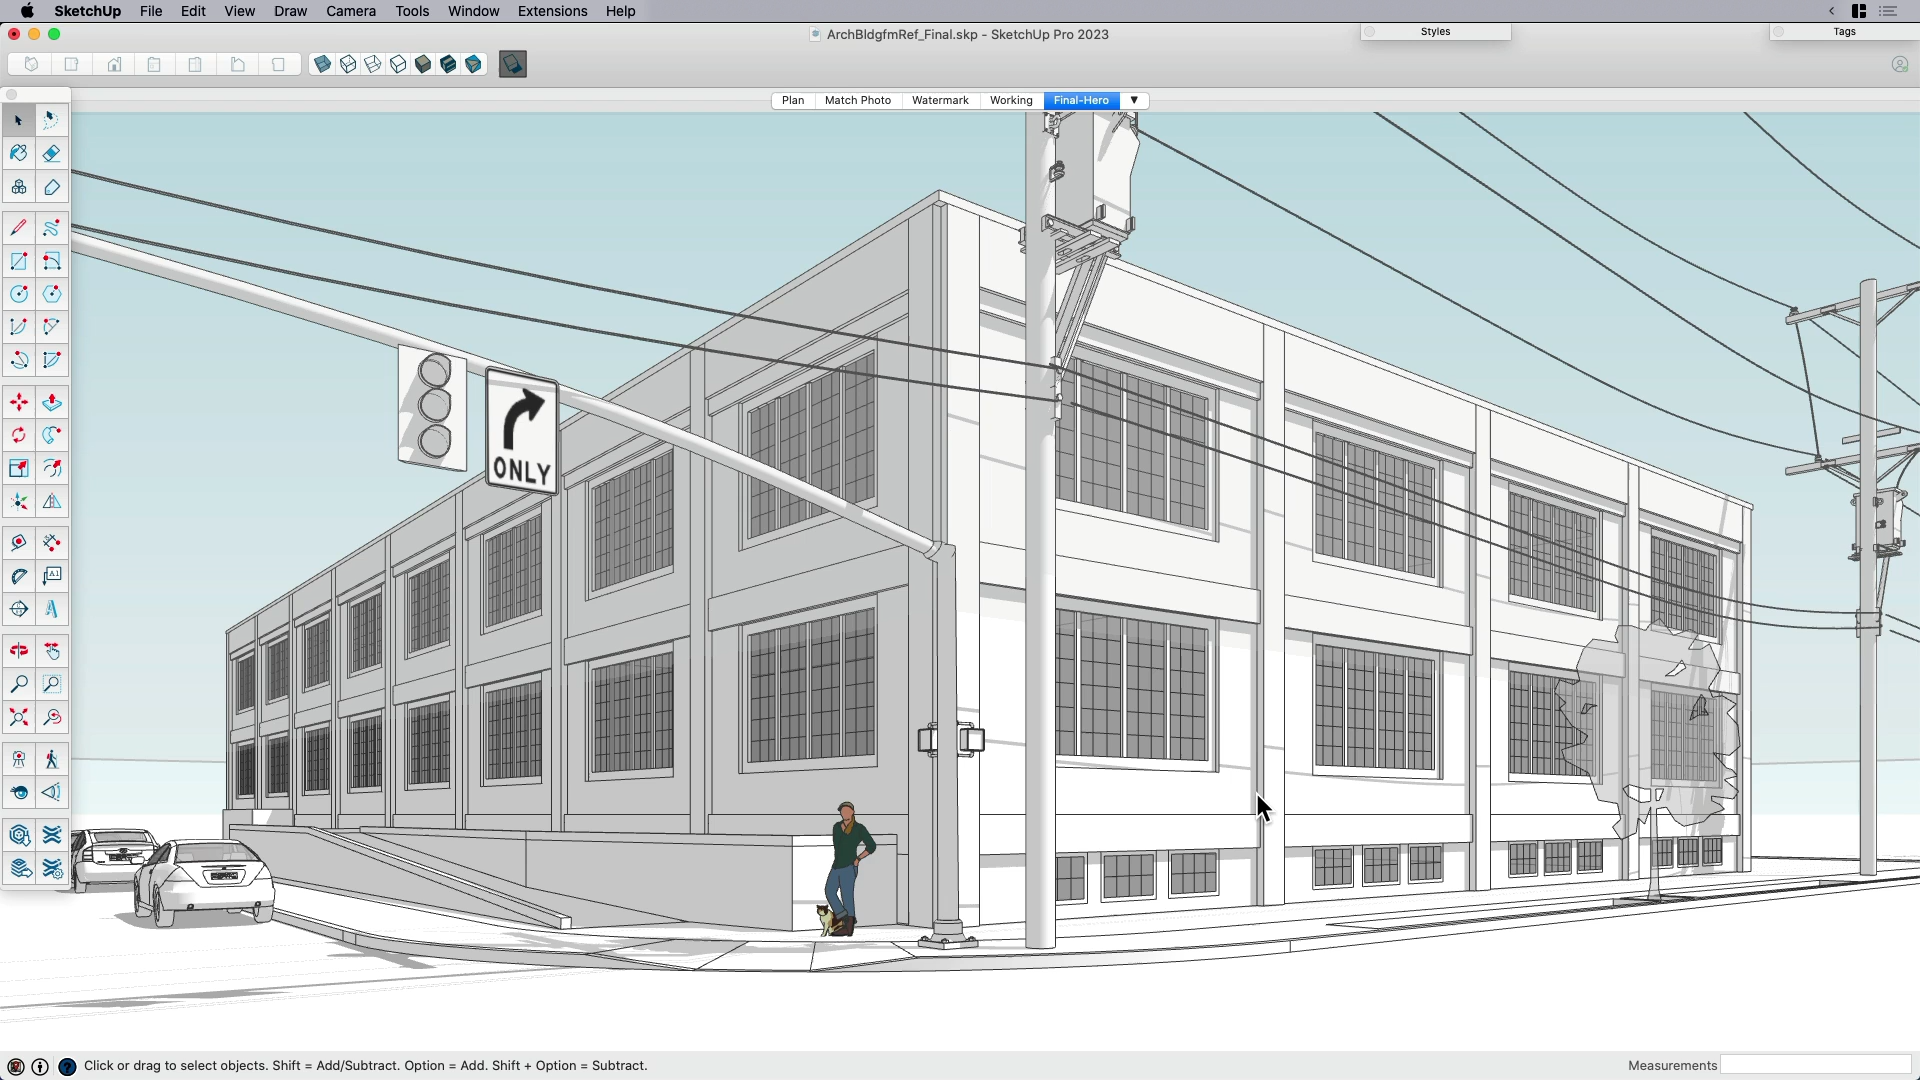 SketchUp File Edit View Draw Camera Tools Window Extensions Help
ArchBldgfmRef_Final.skp - SketchUp Pro 2023
Styles
Tags
Plan Match Photo Watermark Working Final-Hero
ONLY
Click or drag to select objects. Shift = Add/Subtract. Option = Add. Shift + Option = Subtract.
Measurements